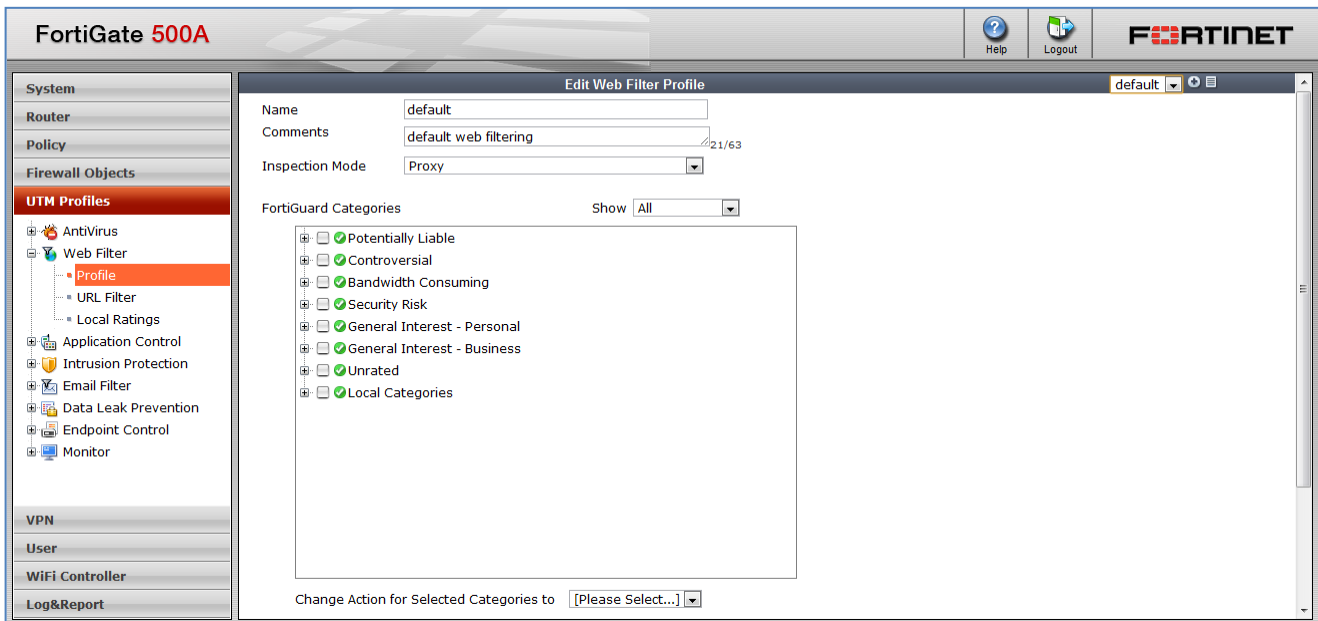 FortiGate 500A
Help
Logout
FORTINET
System
Router
Policy
Firewall Objects
UTM Profiles
AntiVirus
Web Filter
Profile
URL Filter
Local Ratings
Application Control
Intrusion Protection
Email Filter
Data Leak Prevention
Endpoint Control
Monitor
VPN
User
WiFi Controller
Log&Report
Edit Web Filter Profile
default
Name default
Comments default web filtering 21/63
Inspection Mode Proxy
FortiGuard Categories Show All
Potentially Liable
Controversial
Bandwidth Consuming
Security Risk
General Interest - Personal
General Interest - Business
Unrated
Local Categories
Change Action for Selected Categories to [Please Select...]